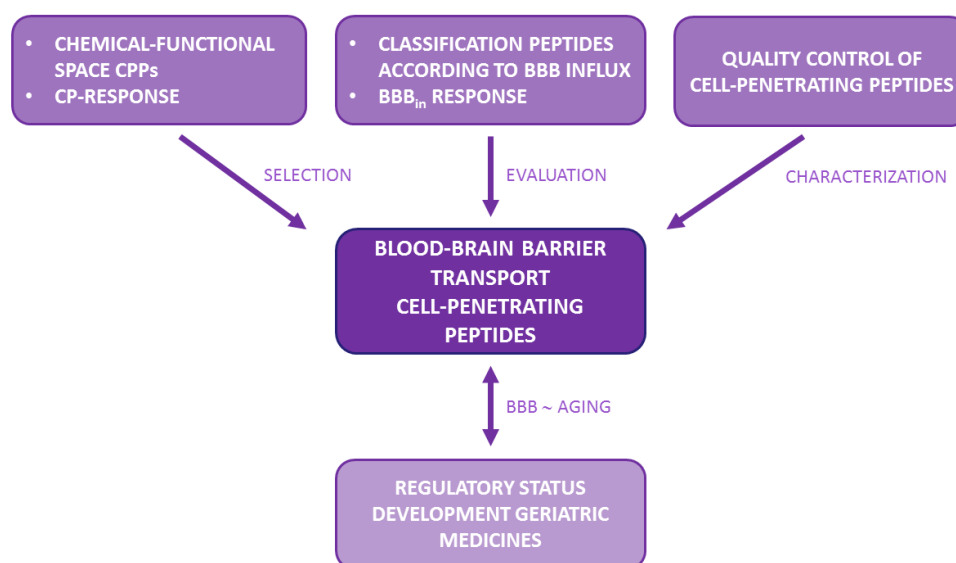 • CHEMICAL-FUNCTIONAL
SPACE CPPs
• CP-RESPONSE
• CLASSIFICATION PEPTIDES
ACCORDING TO BBB INFLUX
• BBBin RESPONSE
QUALITY CONTROL OF
CELL-PENETRATING PEPTIDES
SELECTION
EVALUATION
CHARACTERIZATION
BLOOD-BRAIN BARRIER
TRANSPORT
CELL-PENETRATING
PEPTIDES
BBB ~ AGING
REGULATORY STATUS
DEVELOPMENT GERIATRIC
MEDICINES